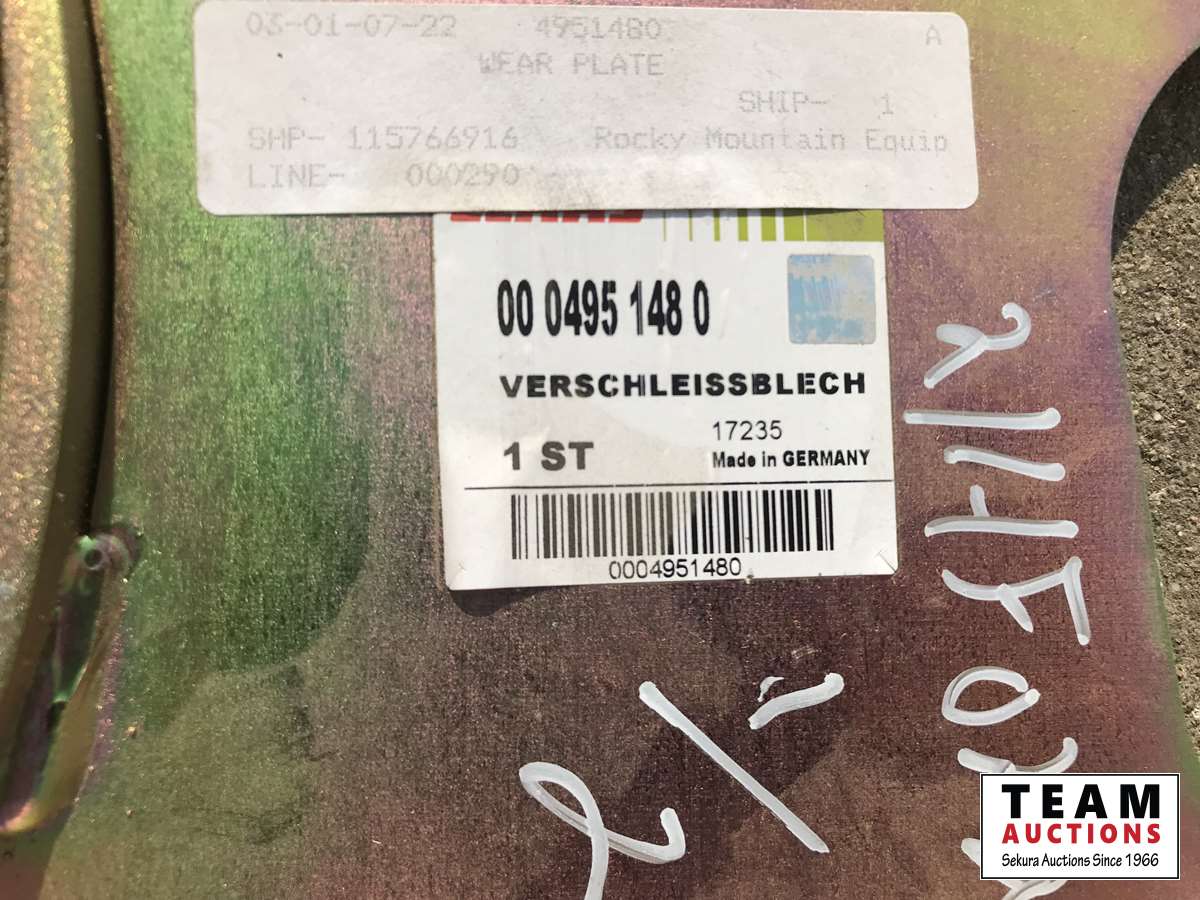 03-01-07-22 4951480 A
WEAR PLATE
SHIP- 1
SHP- 115766916 Rocky Mountain Equip
LINE- 000290
00 0495 148 0
VERSCHLEISSBLECH
17235
1 ST Made in GERMANY
0004951480
TEAM
AUCTIONS
Sekura Auctions Since 1966